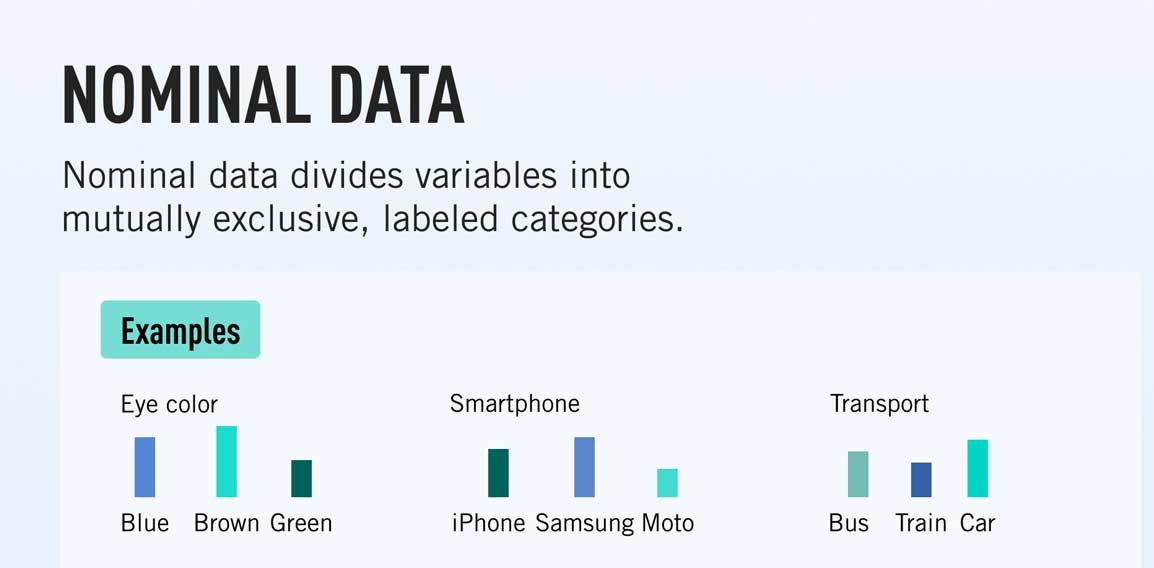 NOMINAL DATA
Nominal data divides variables into
mutually exclusive, labeled categories.
Examples
Eye color
Blue Brown Green
Smartphone
iPhone Samsung Moto
Transport
Bus Train Car